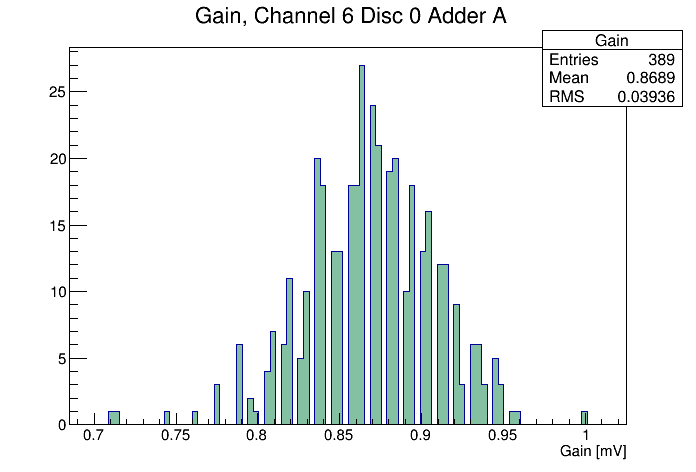 Gain, Channel 6 Disc 0 Adder A
Gain
Entries 389
Mean 0.8689
RMS 0.03936
25
20
15
10
5
0
0.7 0.75 0.8 0.85 0.9 0.95 1
Gain [mV]